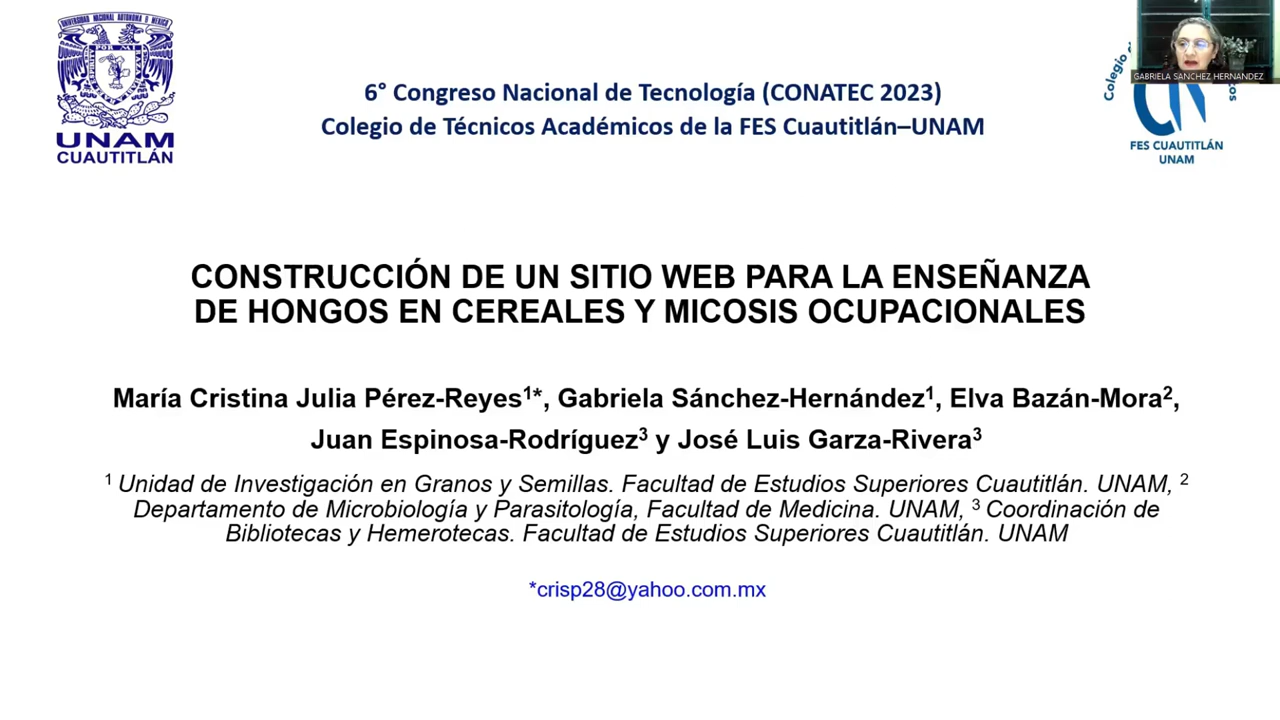 UNAM
CUAUTITLÁN
6° Congreso Nacional de Tecnología (CONATEC 2023)
Colegio de Técnicos Académicos de la FES Cuautitlán–UNAM
GABRIELA SANCHEZ HERNANDEZ
FES CUAUTITLÁN
UNAM
CONSTRUCCIÓN DE UN SITIO WEB PARA LA ENSEÑANZA
DE HONGOS EN CEREALES Y MICOSIS OCUPACIONALES
María Cristina Julia Pérez-Reyes¹*, Gabriela Sánchez-Hernández¹, Elva Bazán-Mora²,
Juan Espinosa-Rodríguez³ y José Luis Garza-Rivera³
¹ Unidad de Investigación en Granos y Semillas. Facultad de Estudios Superiores Cuautitlán. UNAM, ²
Departamento de Microbiología y Parasitología, Facultad de Medicina. UNAM, ³ Coordinación de
Bibliotecas y Hemerotecas. Facultad de Estudios Superiores Cuautitlán. UNAM
*crisp28@yahoo.com.mx